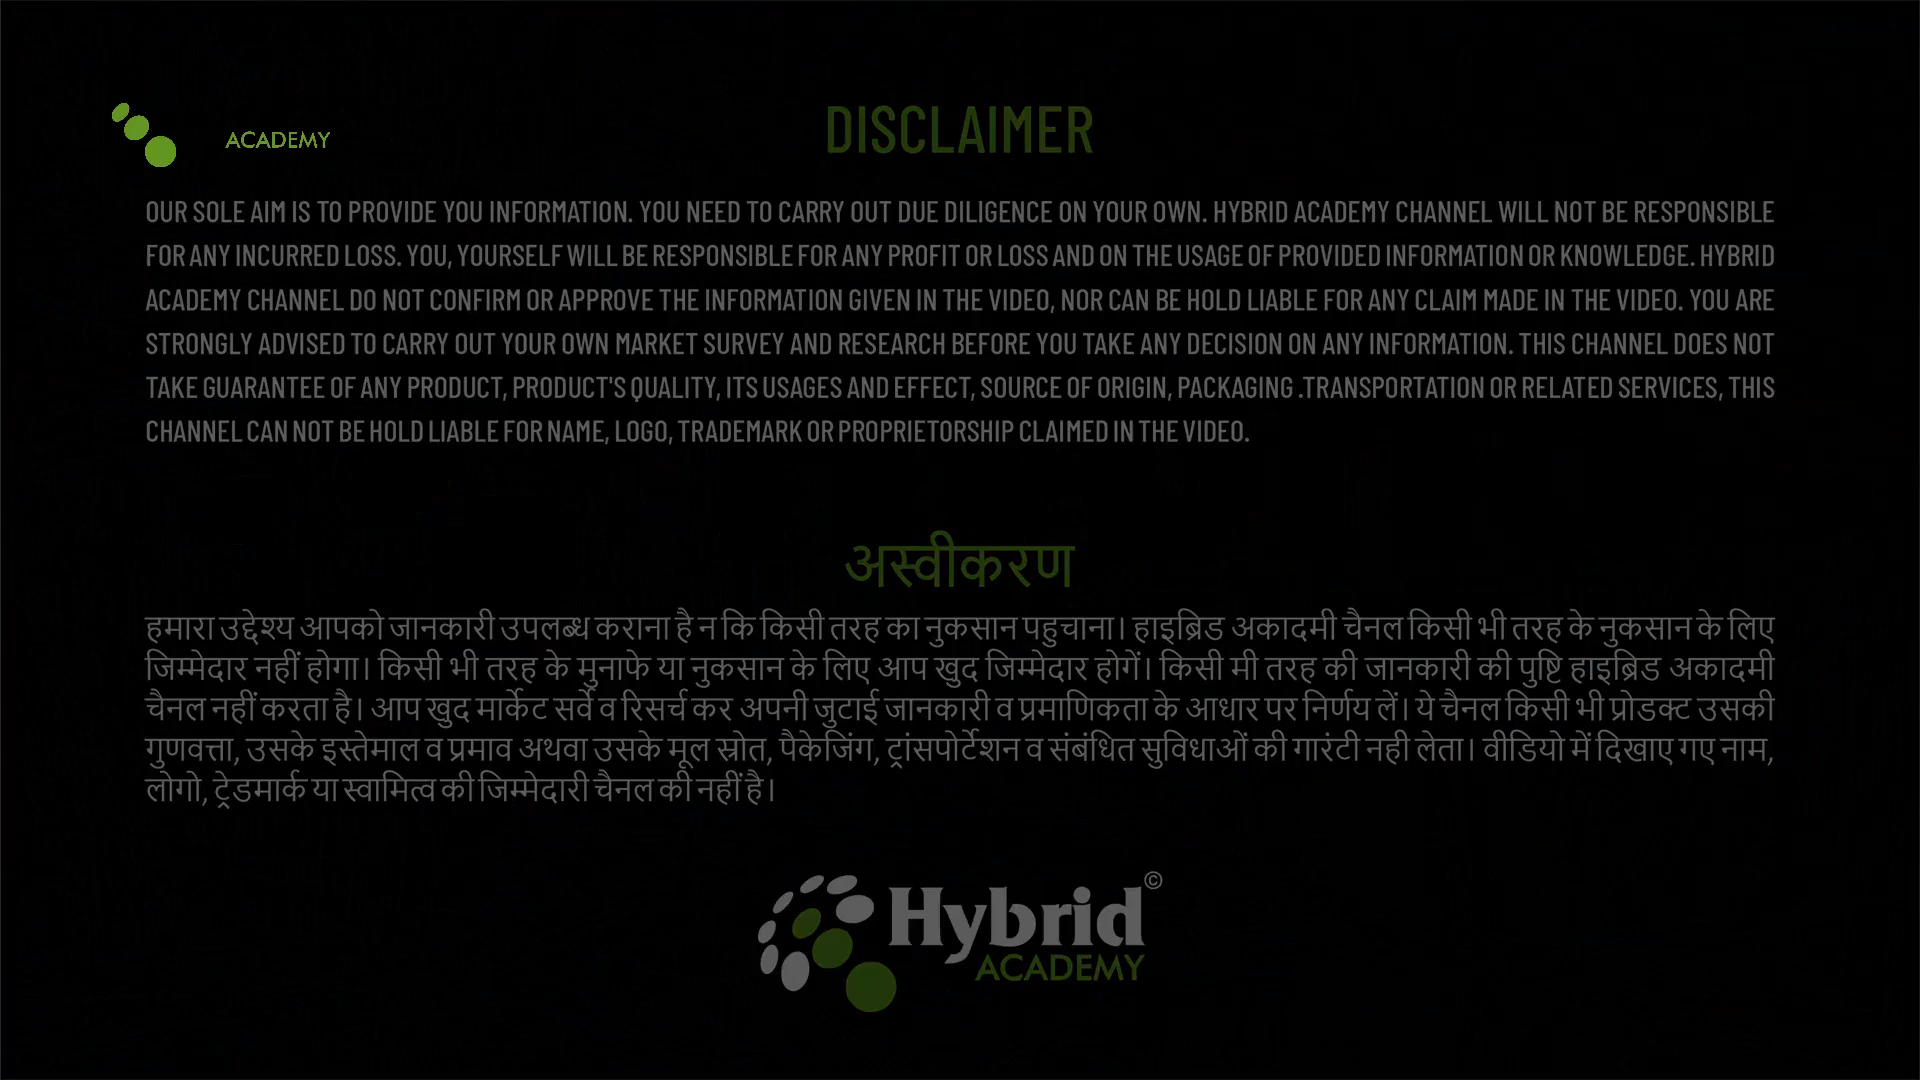 ACADEMY
DISCLAIMER
OUR SOLE AIM IS TO PROVIDE YOU INFORMATION. YOU NEED TO CARRY OUT DUE DILIGENCE ON YOUR OWN. HYBRID ACADEMY CHANNEL WILL NOT BE RESPONSIBLE
FOR ANY INCURRED LOSS. YOU, YOURSELF WILL BE RESPONSIBLE FOR ANY PROFIT OR LOSS AND ON THE USAGE OF PROVIDED INFORMATION OR KNOWLEDGE. HYBRID
ACADEMY CHANNEL DO NOT CONFIRM OR APPROVE THE INFORMATION GIVEN IN THE VIDEO, NOR CAN BE HOLD LIABLE FOR ANY CLAIM MADE IN THE VIDEO. YOU ARE
STRONGLY ADVISED TO CARRY OUT YOUR OWN MARKET SURVEY AND RESEARCH BEFORE YOU TAKE ANY DECISION ON ANY INFORMATION. THIS CHANNEL DOES NOT
TAKE GUARANTEE OF ANY PRODUCT, PRODUCT'S QUALITY, ITS USAGES AND EFFECT, SOURCE OF ORIGIN, PACKAGING .TRANSPORTATION OR RELATED SERVICES, THIS
CHANNEL CAN NOT BE HOLD LIABLE FOR NAME, LOGO, TRADEMARK OR PROPRIETORSHIP CLAIMED IN THE VIDEO.
अस्वीकरण
हमारा उद्देश्य आपको जानकारी उपलब्ध कराना है न कि किसी तरह का नुकसान पहुचाना। हाइब्रिड अकादमी चैनल किसी भी तरह के नुकसान के लिए
जिम्मेदार नहीं होगा। किसी भी तरह के मुनाफे या नुकसान के लिए आप खुद जिम्मेदार होगें। किसी मी तरह की जानकारी की पुष्टि हाइब्रिड अकादमी
चैनल नहीं करता है। आप खुद मार्केट सर्वे व रिसर्च कर अपनी जुटाई जानकारी व प्रमाणिकता के आधार पर निर्णय लें। ये चैनल किसी भी प्रोडक्ट उसकी
गुणवत्ता, उसके इस्तेमाल व प्रमाव अथवा उसके मूल स्रोत, पैकेजिंग, ट्रांसपोर्टेशन व संबंधित सुविधाओं की गारंटी नही लेता। वीडियो में दिखाए गए नाम,
लोगो, ट्रेडमार्क या स्वामित्व की जिम्मेदारी चैनल की नहीं है।
Hybrid©
ACADEMY